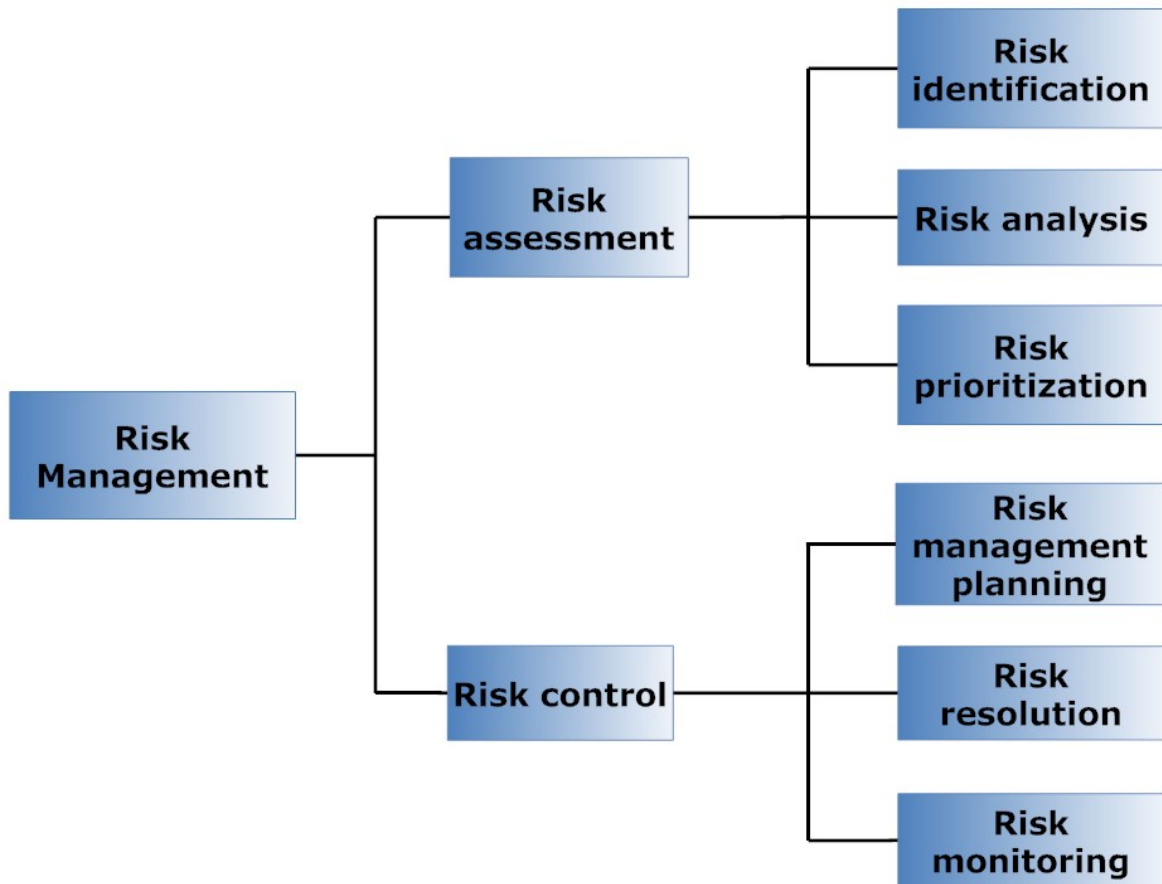 Risk
identification
Risk
assessment
Risk analysis
Risk
prioritization
Risk
Management
Risk
management
planning
Risk control
Risk
resolution
Risk
monitoring